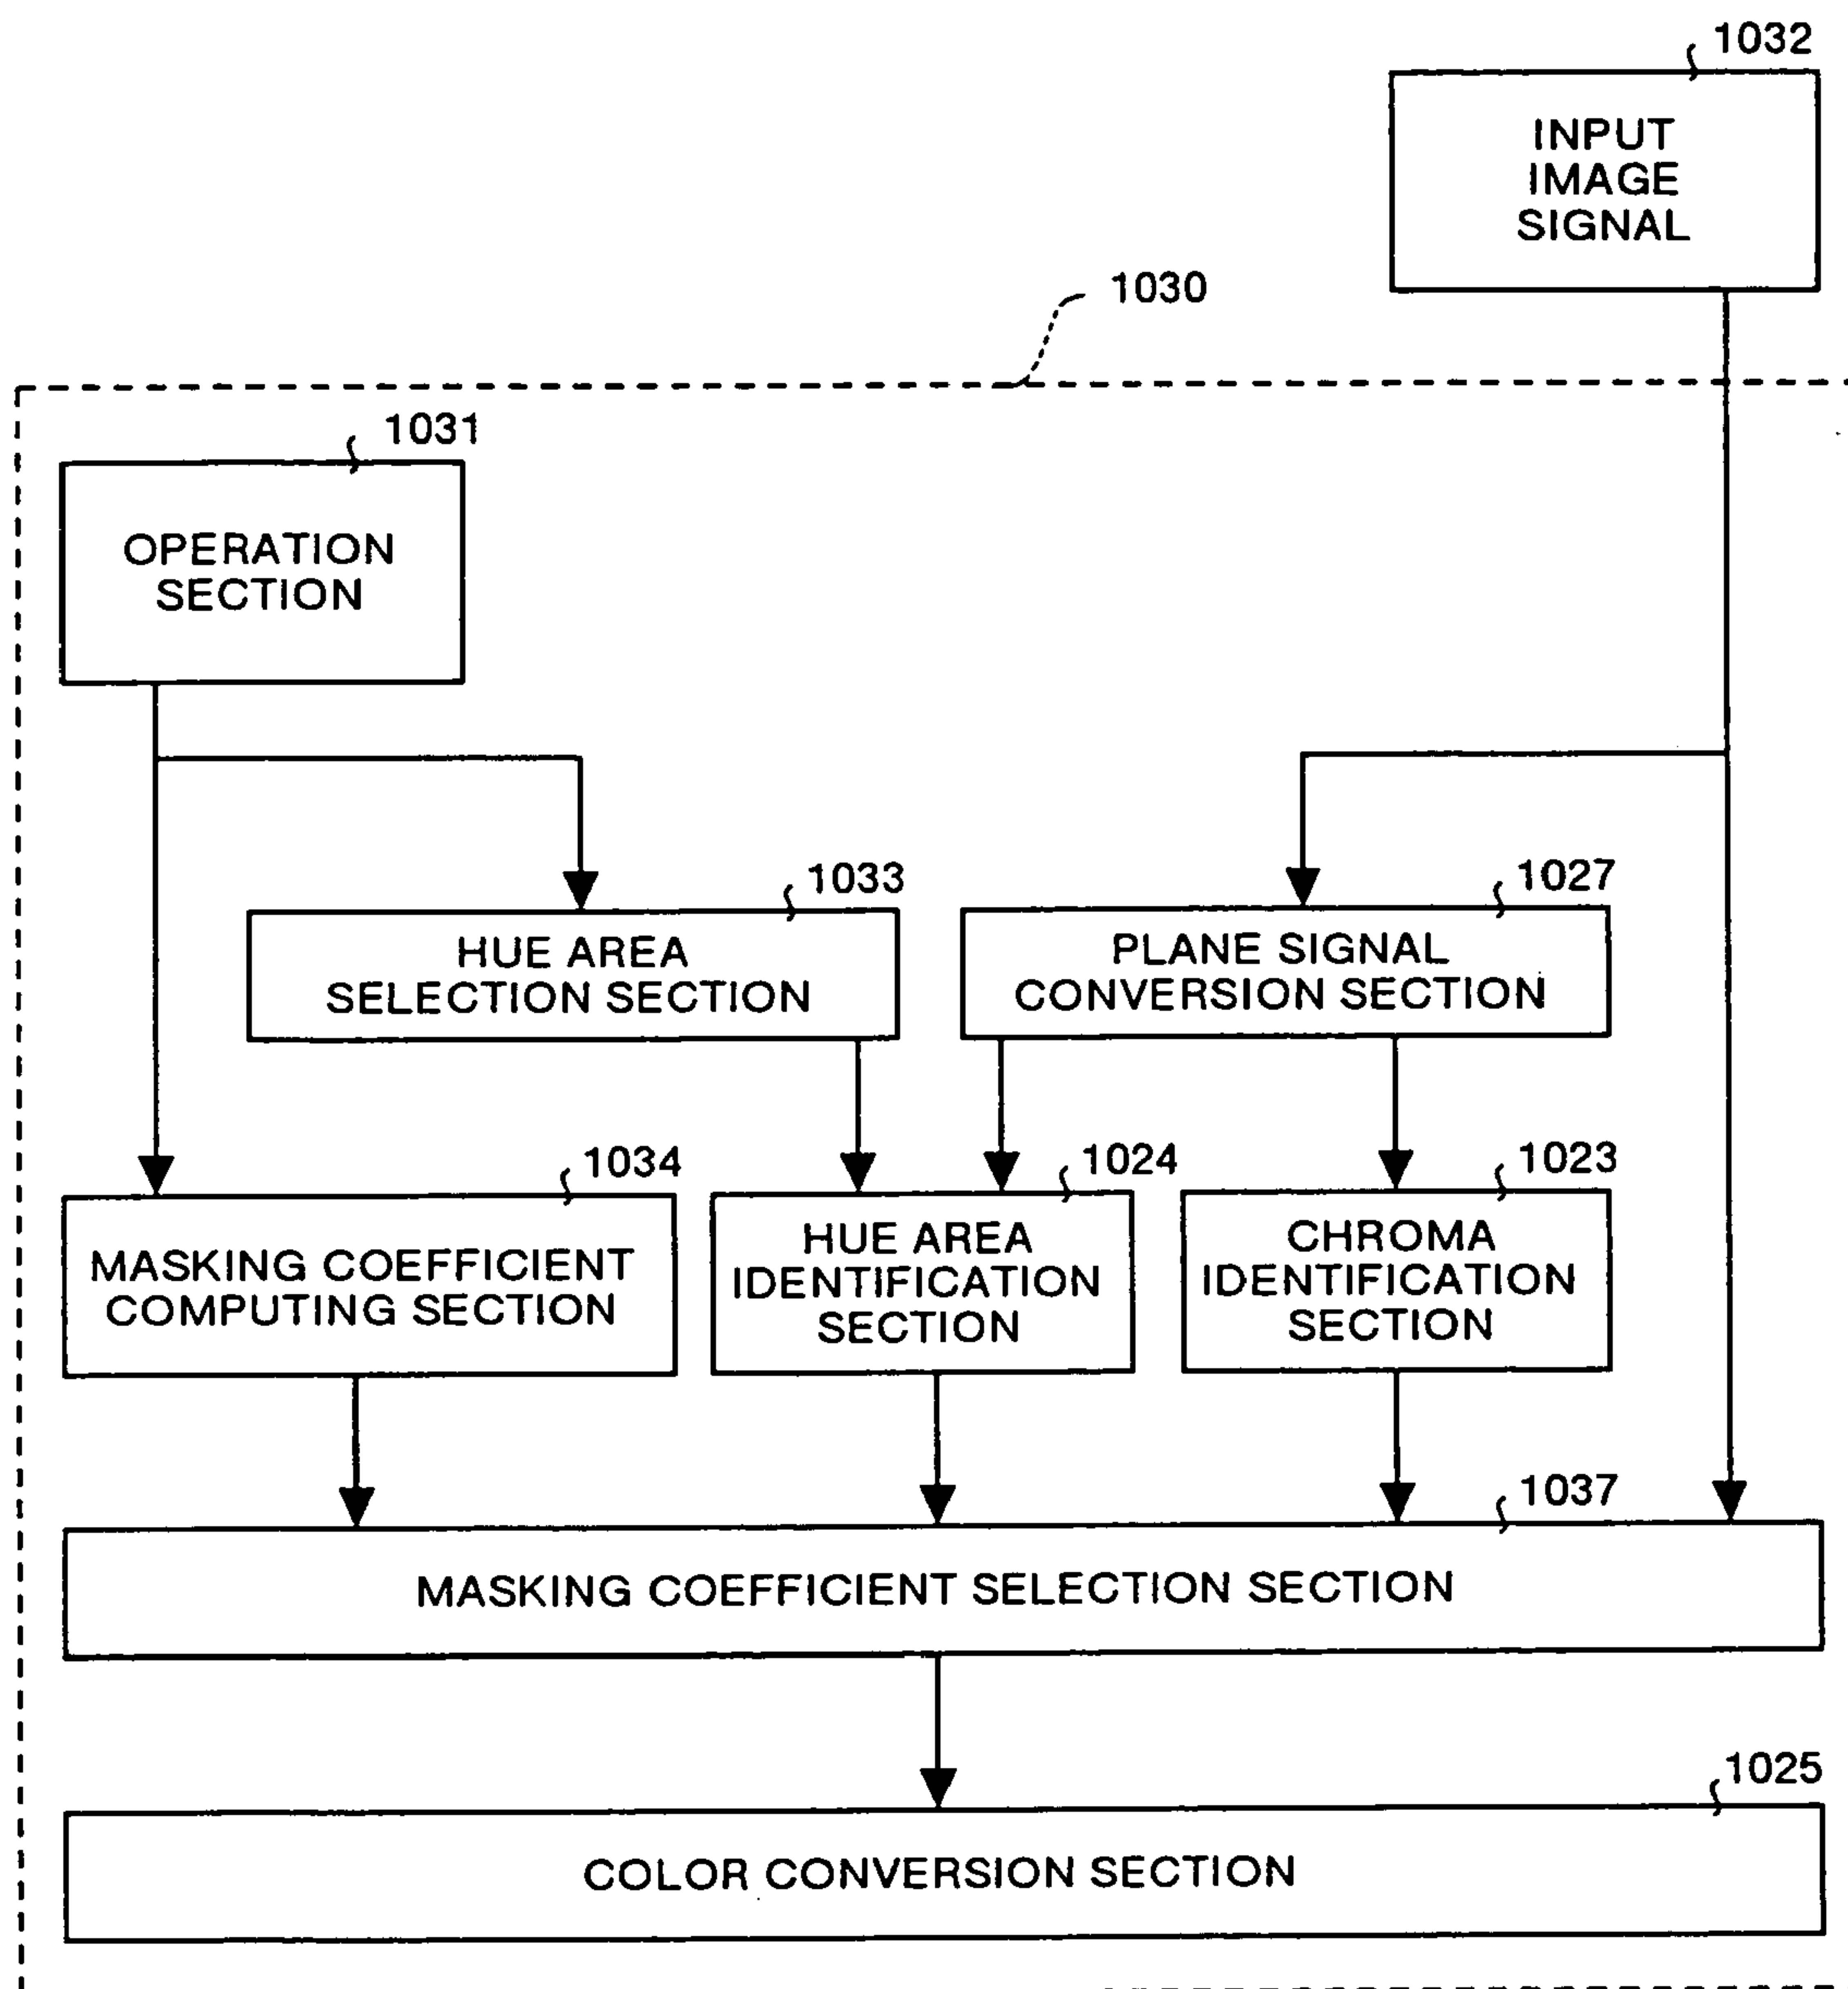 1032
INPUT
IMAGE
SIGNAL
1030
1031
OPERATION
SECTION
1033
HUE AREA
SELECTION SECTION
1027
PLANE SIGNAL
CONVERSION SECTION
1034
MASKING COEFFICIENT
COMPUTING SECTION
1024
HUE AREA
IDENTIFICATION
SECTION
1023
CHROMA
IDENTIFICATION
SECTION
1037
MASKING COEFFICIENT SELECTION SECTION
1025
COLOR CONVERSION SECTION